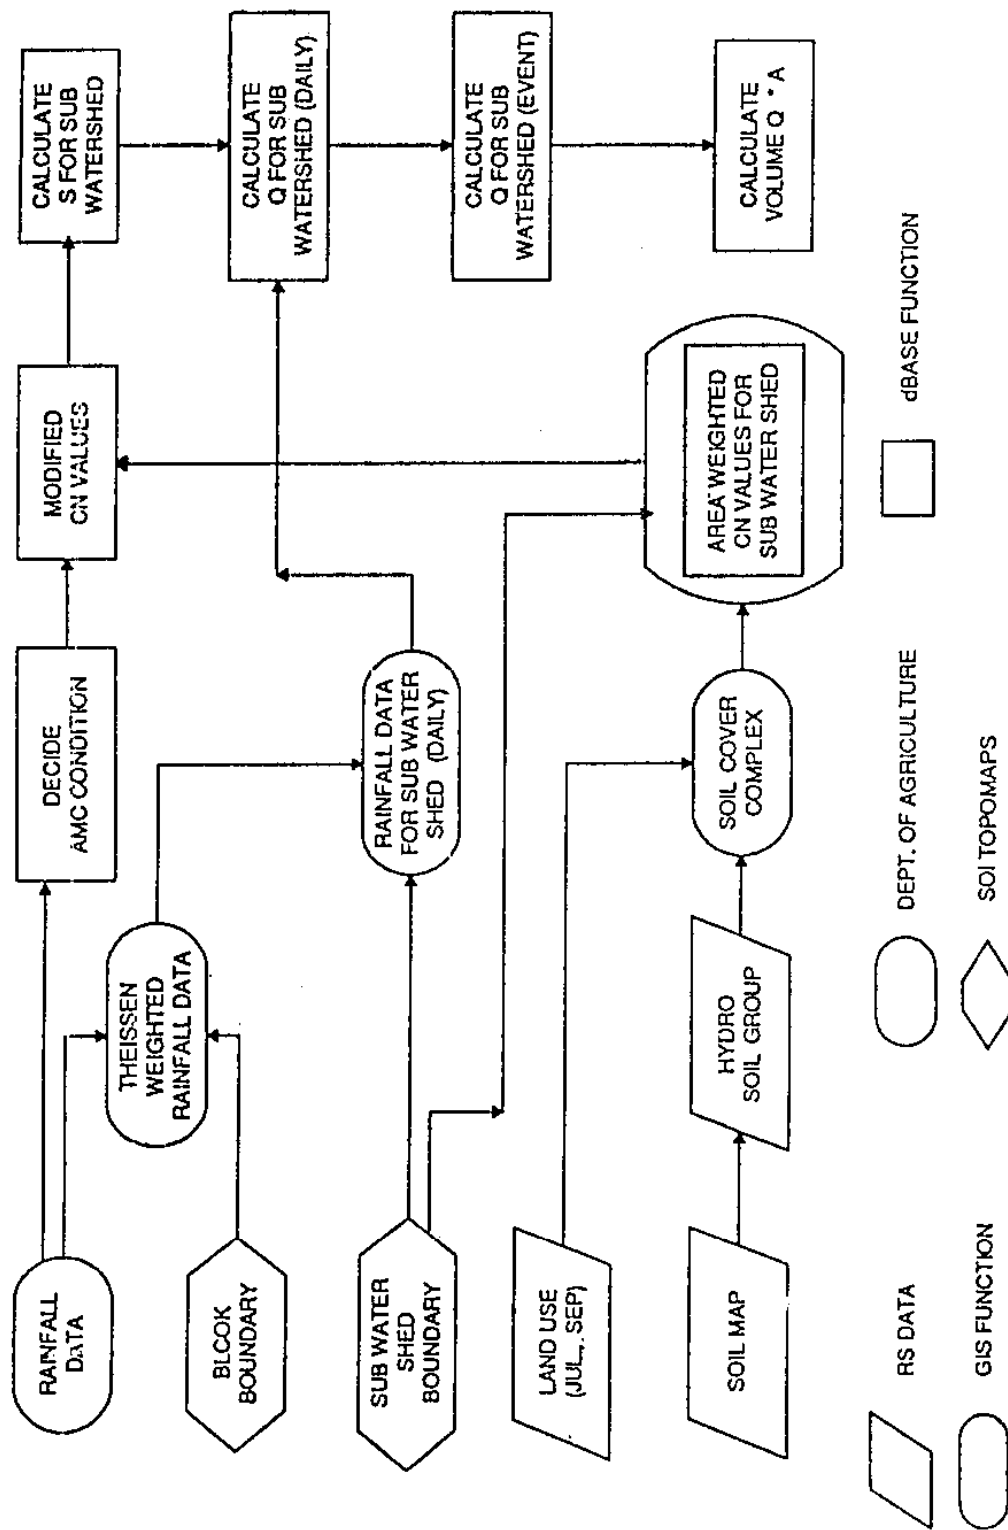 RAINFALL
DATA
DECIDE
AMC CONDITION
MODIFIED
CN VALUES
CALCULATE
S FOR SUB
WATERSHED
THEISSEN
WEIGHTED
RAINFALL DATA
BLCOK
BOUNDARY
CALCULATE
Q FOR SUB
WATERSHED (DAILY)
SUB WATER
SHED
BOUNDARY
RAINFALL DATA
FOR SUB WATER
SHED (DAILY)
CALCULATE
Q FOR SUB
WATERSHED (EVENT)
LAND USE
(JUL,. SEP)
SOIL MAP
HYDRO
SOIL GROUP
SOIL COVER
COMPLEX
AREA WEIGHTED
CN VALUES FOR
SUB WATER SHED
CALCULATE
VOLUME Q * A
RS DATA
DEPT. OF AGRICULTURE
dBASE FUNCTION
GIS FUNCTION
SOI TOPOMAPS